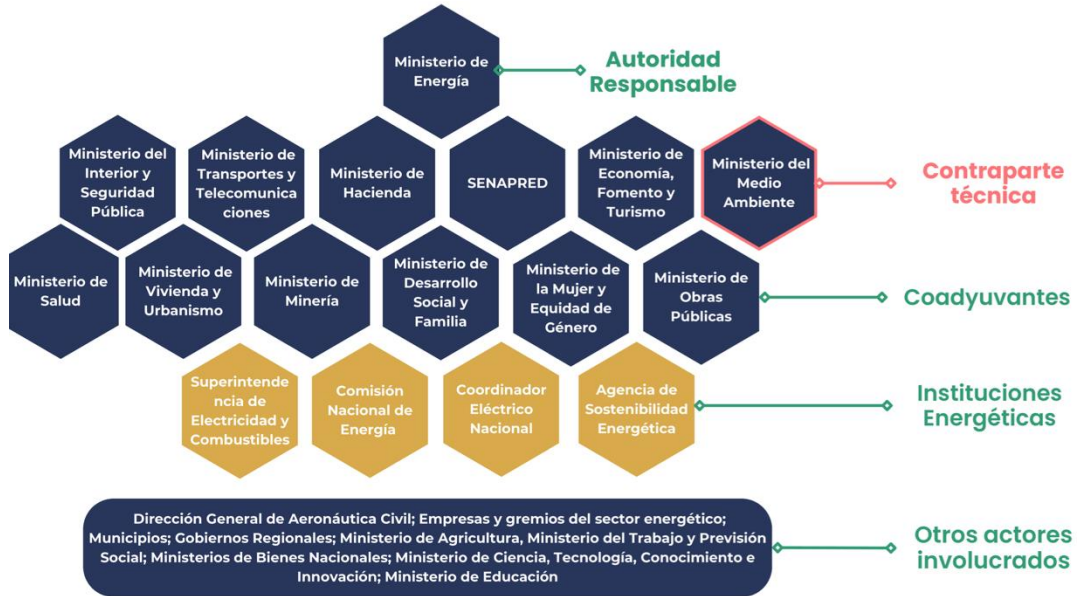 Ministerio de
Energía
Autoridad
Responsable
Ministerio del
Interior y
Seguridad
Pública
Ministerio de
Transportes y
Telecomunica
ciones
Ministerio de
Hacienda
SENAPRED
Ministerio de
Economía,
Fomento y
Turismo
Ministerio del
Medio
Ambiente
Contraparte
técnica
Ministerio de
Salud
Ministerio de
Vivienda y
Urbanismo
Ministerio de
Minería
Ministerio de
Desarrollo
Social y
Familia
Ministerio de
la Mujer y
Equidad de
Género
Ministerio de
Obras
Públicas
Coadyuvantes
Superintende
ncia de
Electricidad y
Combustibles
Comisión
Nacional de
Energía
Coordinador
Eléctrico
Nacional
Agencia de
Sostenibilidad
Energética
Instituciones
Energéticas
Dirección General de Aeronáutica Civil; Empresas y gremios del sector energético;
Municipios; Gobiernos Regionales; Ministerio de Agricultura, Ministerio del Trabajo y Previsión
Social; Ministerios de Bienes Nacionales; Ministerio de Ciencia, Tecnología, Conocimiento e
Innovación; Ministerio de Educación
Otros actores
involucrados